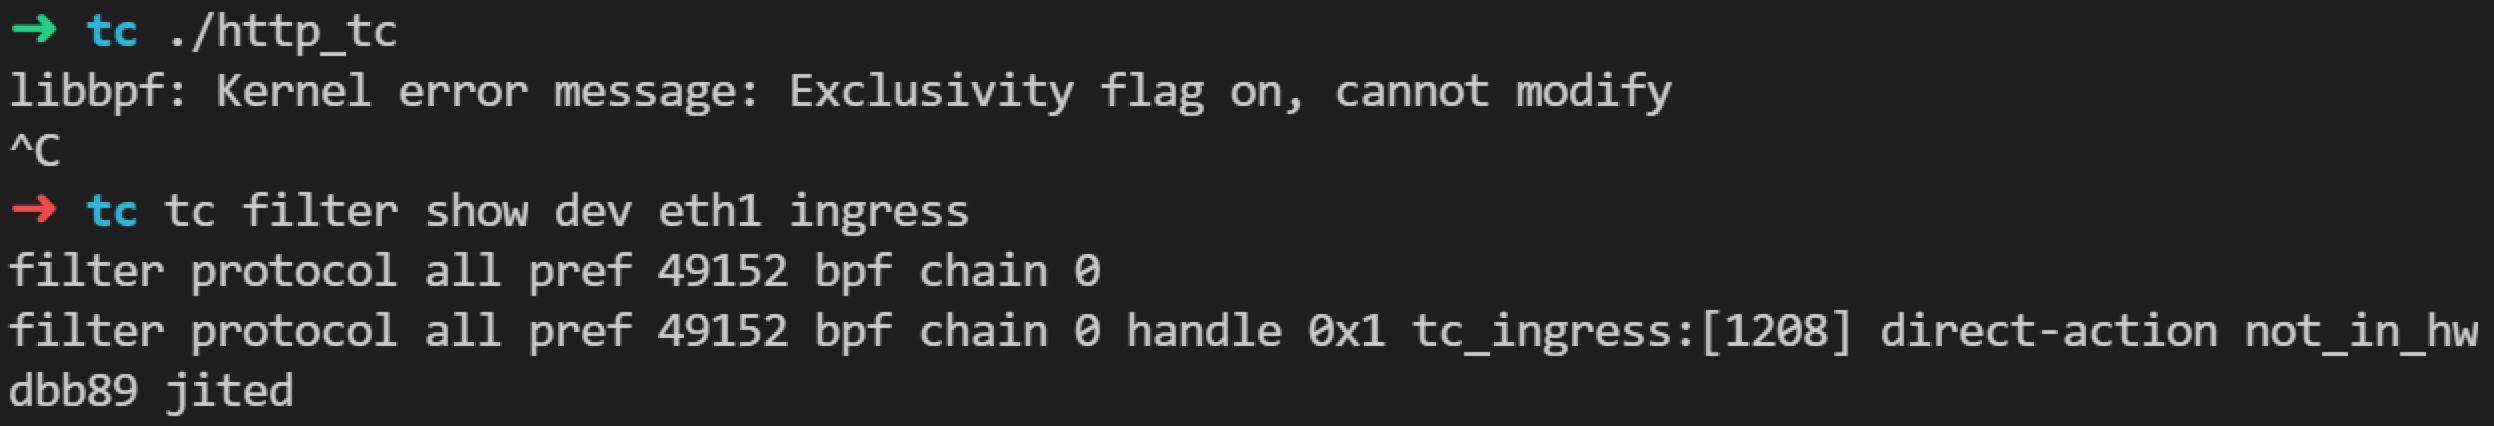 ➜ tc ./http_tc
libbpf: Kernel error message: Exclusivity flag on, cannot modify
^C
➜ tc tc filter show dev eth1 ingress
filter protocol all pref 49152 bpf chain 0
filter protocol all pref 49152 bpf chain 0 handle 0x1 tc_ingress:[1208] direct-action not_in_hw
dbb89 jited